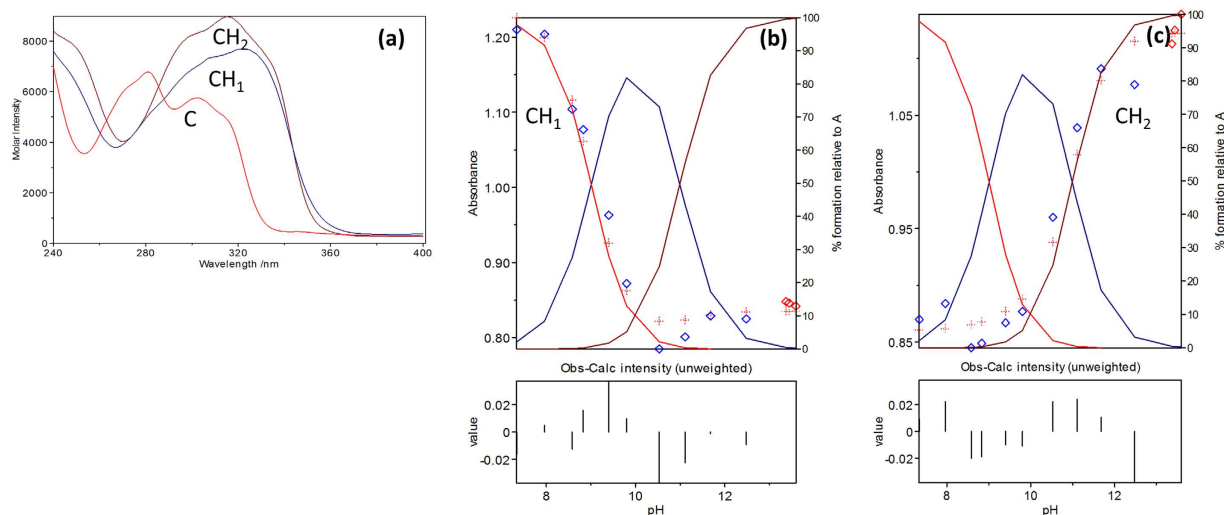 (a)
CH2
CH1
C
Molar Intensity
8000
6000
4000
2000
0
240
280
320
360
400
Wavelength /nm
(b)
CH1
Absorbance
1.20
1.10
1.00
0.90
0.80
% formation relative to A
100
90
80
70
60
50
40
30
20
10
0
Obs-Calc intensity (unweighted)
value
0.02
0
-0.02
8
10
12
pH
(c)
CH2
Absorbance
1.05
0.95
0.85
% formation relative to A
100
90
80
70
60
50
40
30
20
10
0
Obs-Calc intensity (unweighted)
value
0.02
0
-0.02
8
10
12
pH